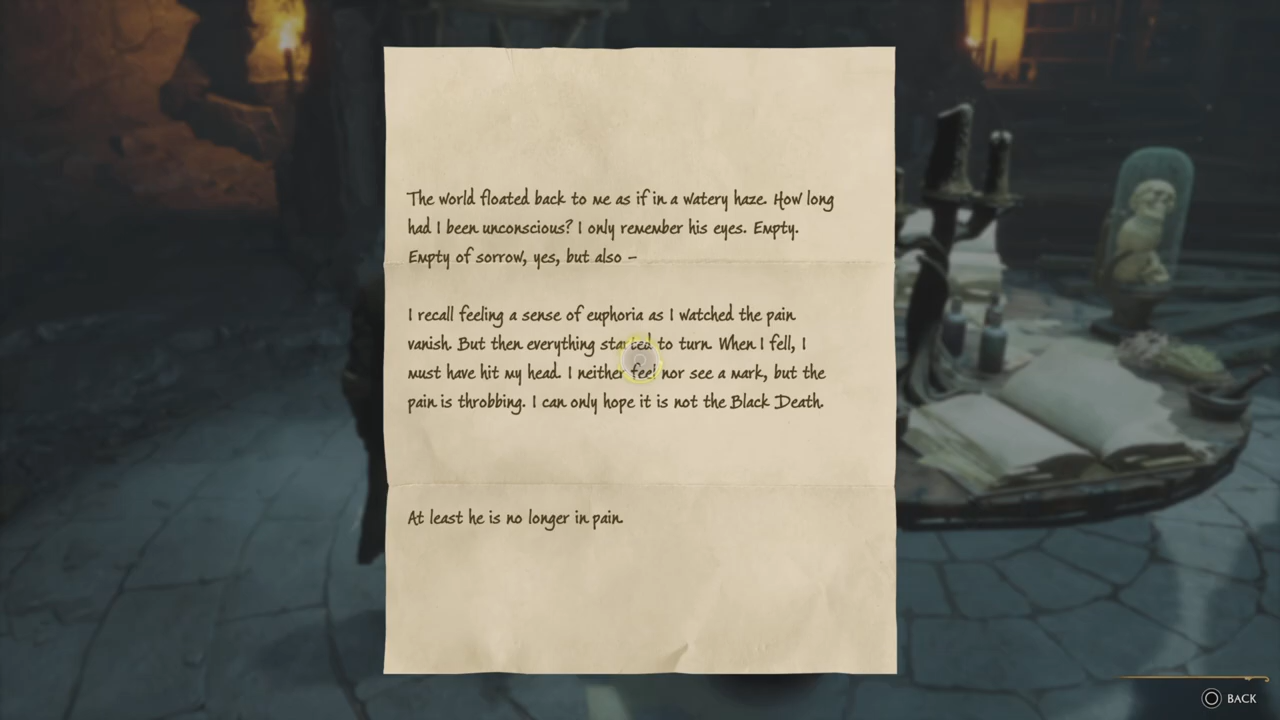 The world floated back to me as if in a watery haze. How long
had I been unconscious? I only remember his eyes. Empty.
Empty of sorrow, yes, but also –
I recall feeling a sense of euphoria as I watched the pain
vanish. But then everything started to turn. When I fell, I
must have hit my head. I neither feel nor see a mark, but the
pain is throbbing. I can only hope it is not the Black Death.
At least he is no longer in pain.
BACK